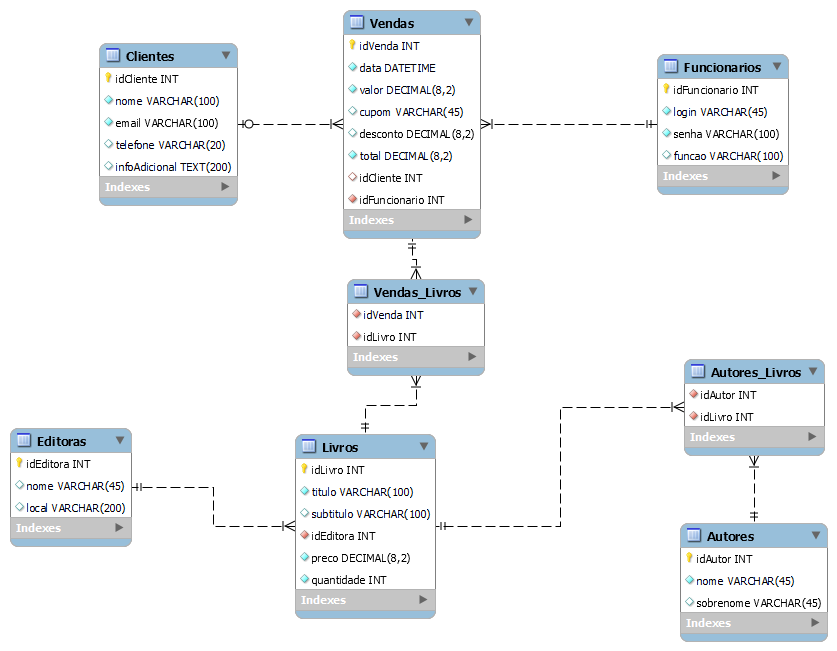 Vendas
idVenda INT
data DATETIME
valor DECIMAL(8,2)
cupom VARCHAR(45)
desconto DECIMAL(8,2)
total DECIMAL(8,2)
idCliente INT
idFuncionario INT
Indexes
Clientes
idCliente INT
nome VARCHAR(100)
email VARCHAR(100)
telefone VARCHAR(20)
infoAdicional TEXT(200)
Indexes
Funcionarios
idFuncionario INT
login VARCHAR(45)
senha VARCHAR(100)
funcao VARCHAR(100)
Indexes
Vendas_Livros
idVenda INT
idLivro INT
Indexes
Autores_Livros
idAutor INT
idLivro INT
Indexes
Editoras
idEditora INT
nome VARCHAR(45)
local VARCHAR(200)
Indexes
Livros
idLivro INT
titulo VARCHAR(100)
subtitulo VARCHAR(100)
idEditora INT
preco DECIMAL(8,2)
quantidade INT
Indexes
Autores
idAutor INT
nome VARCHAR(45)
sobrenome VARCHAR(45)
Indexes